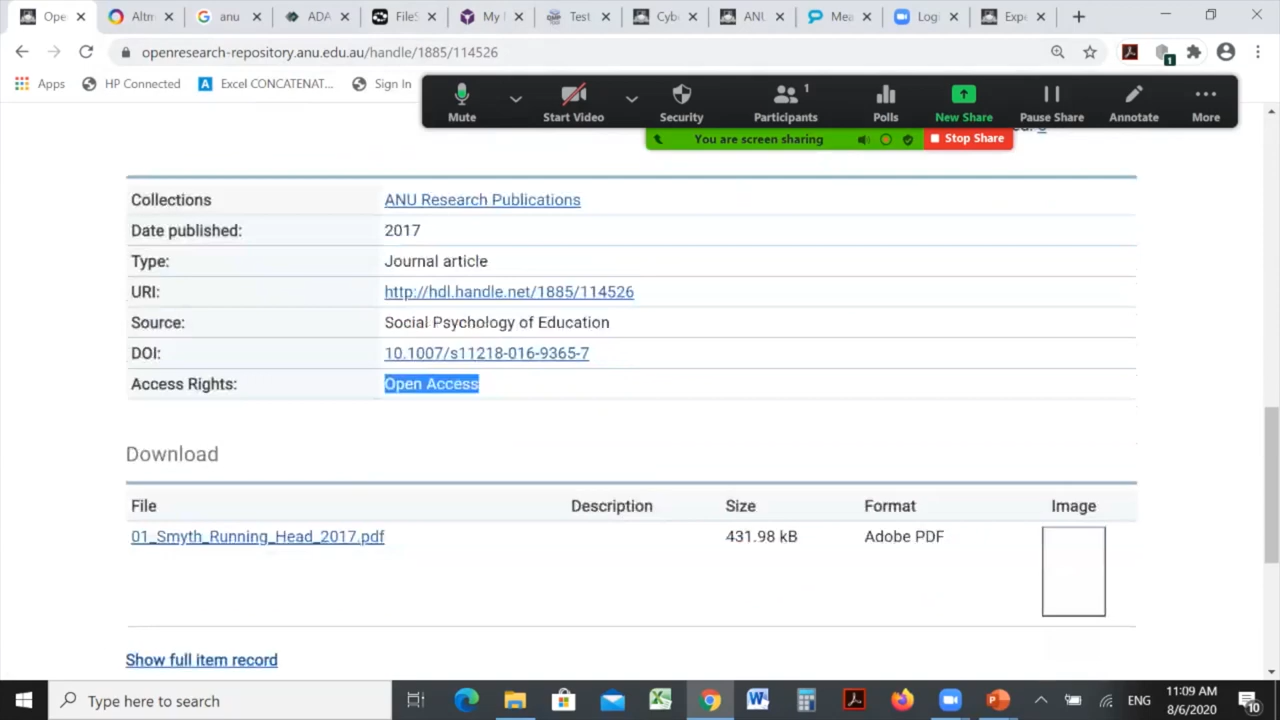 Ope
Altm
anu
ADA
FileS
My
Test
Cyb
ANU
Mea
Logi
Exp
openresearch-repository.anu.edu.au/handle/1885/114526
1
Apps
HP Connected
Excel CONCATENAT...
Sign In
Mute
Start Video
Security
Participants
1
Polls
New Share
Pause Share
Annotate
More
You are screen sharing
Stop Share
Collections
ANU Research Publications
Date published:
2017
Type:
Journal article
URI:
http://hdl.handle.net/1885/114526
Source:
Social Psychology of Education
DOI:
10.1007/s11218-016-9365-7
Access Rights:
Open Access
Download
File Description Size Format Image
01_Smyth_Running_Head_2017.pdf 431.98 kB Adobe PDF
Show full item record
Type here to search
ENG
11:09 AM
8/6/2020
10